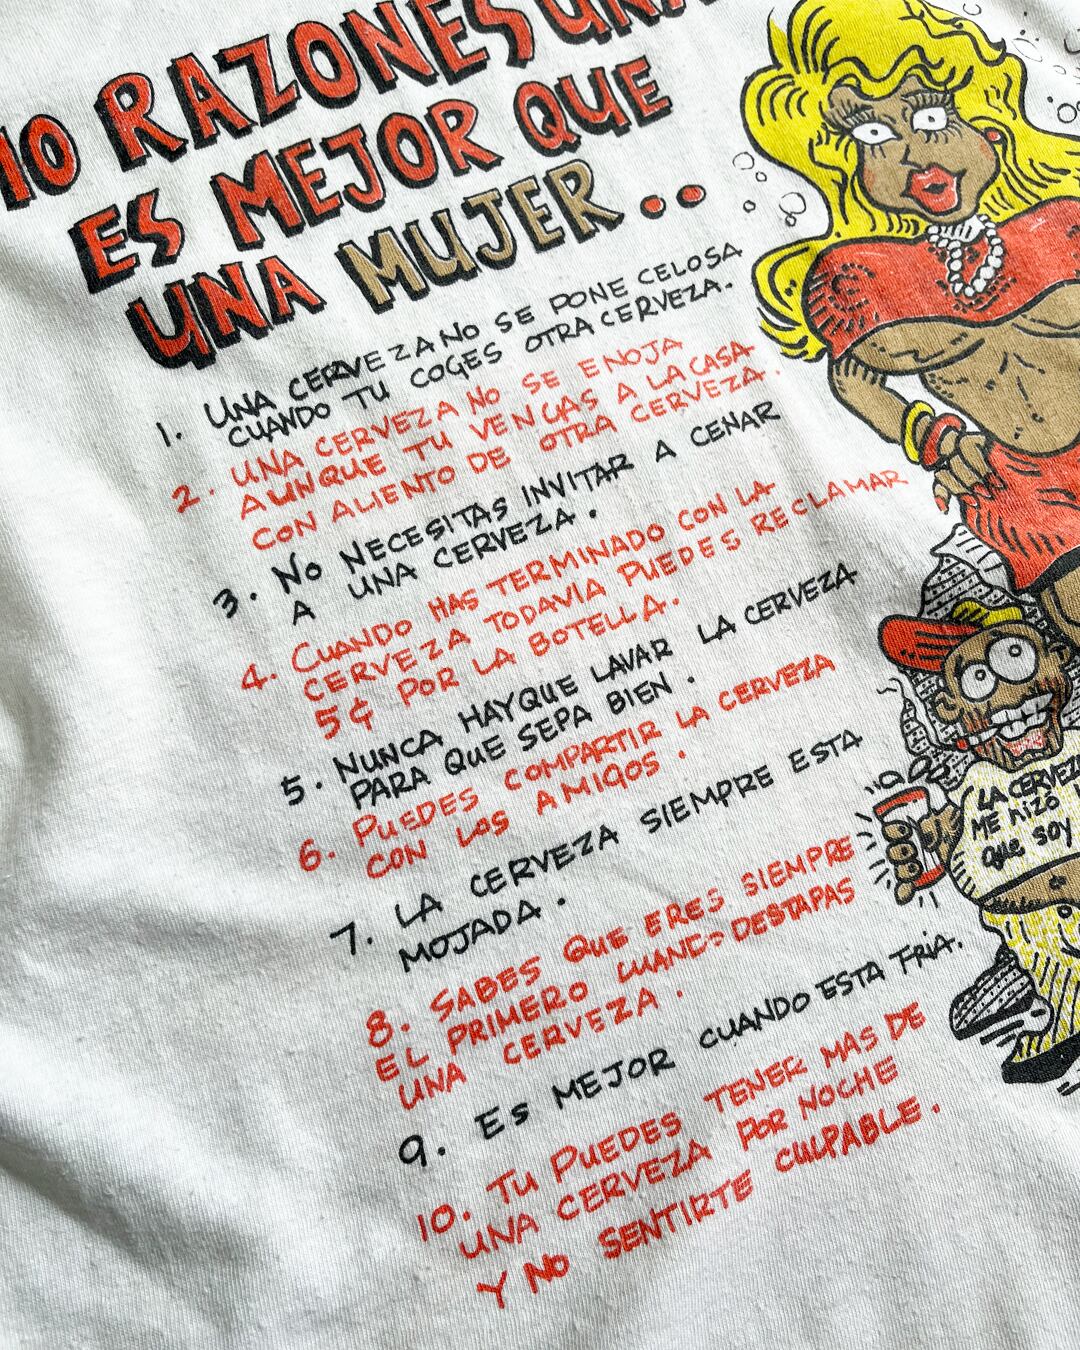 10 RAZONES UNA
ES MEJOR QUE
UNA MUJER..
1. UNA CERVEZA NO SE PONE CELOSA
CUANDO TU COGES OTRA CERVEZA.
2. UNA CERVEZA NO SE ENOJA
AUNQUE TU VENGAS A LA CASA
CON ALIENTO DE OTRA CERVEZA.
3. NO NECESITAS INVITAR A CENAR
A UNA CERVEZA.
4. CUANDO HAS TERMINADO CON LA
CERVEZA TODAVIA PUEDES RECLAMAR
5¢ POR LA BOTELLA.
5. NUNCA HAY QUE LAVAR LA CERVEZA
PARA QUE SEPA BIEN.
6. PUEDES COMPARTIR LA CERVEZA
CON LOS AMIGOS.
7. LA CERVEZA SIEMPRE ESTA
MOJADA.
8. SABES QUE ERES SIEMPRE
EL PRIMERO CUANDO DESTAPAS
UNA CERVEZA.
9. ES MEJOR CUANDO ESTA FRIA.
10. TU PUEDES TENER MAS DE
UNA CERVEZA POR NOCHE
Y NO SENTIRTE CULPABLE.
LA CERVEZA
ME HIZO
QUE SOY